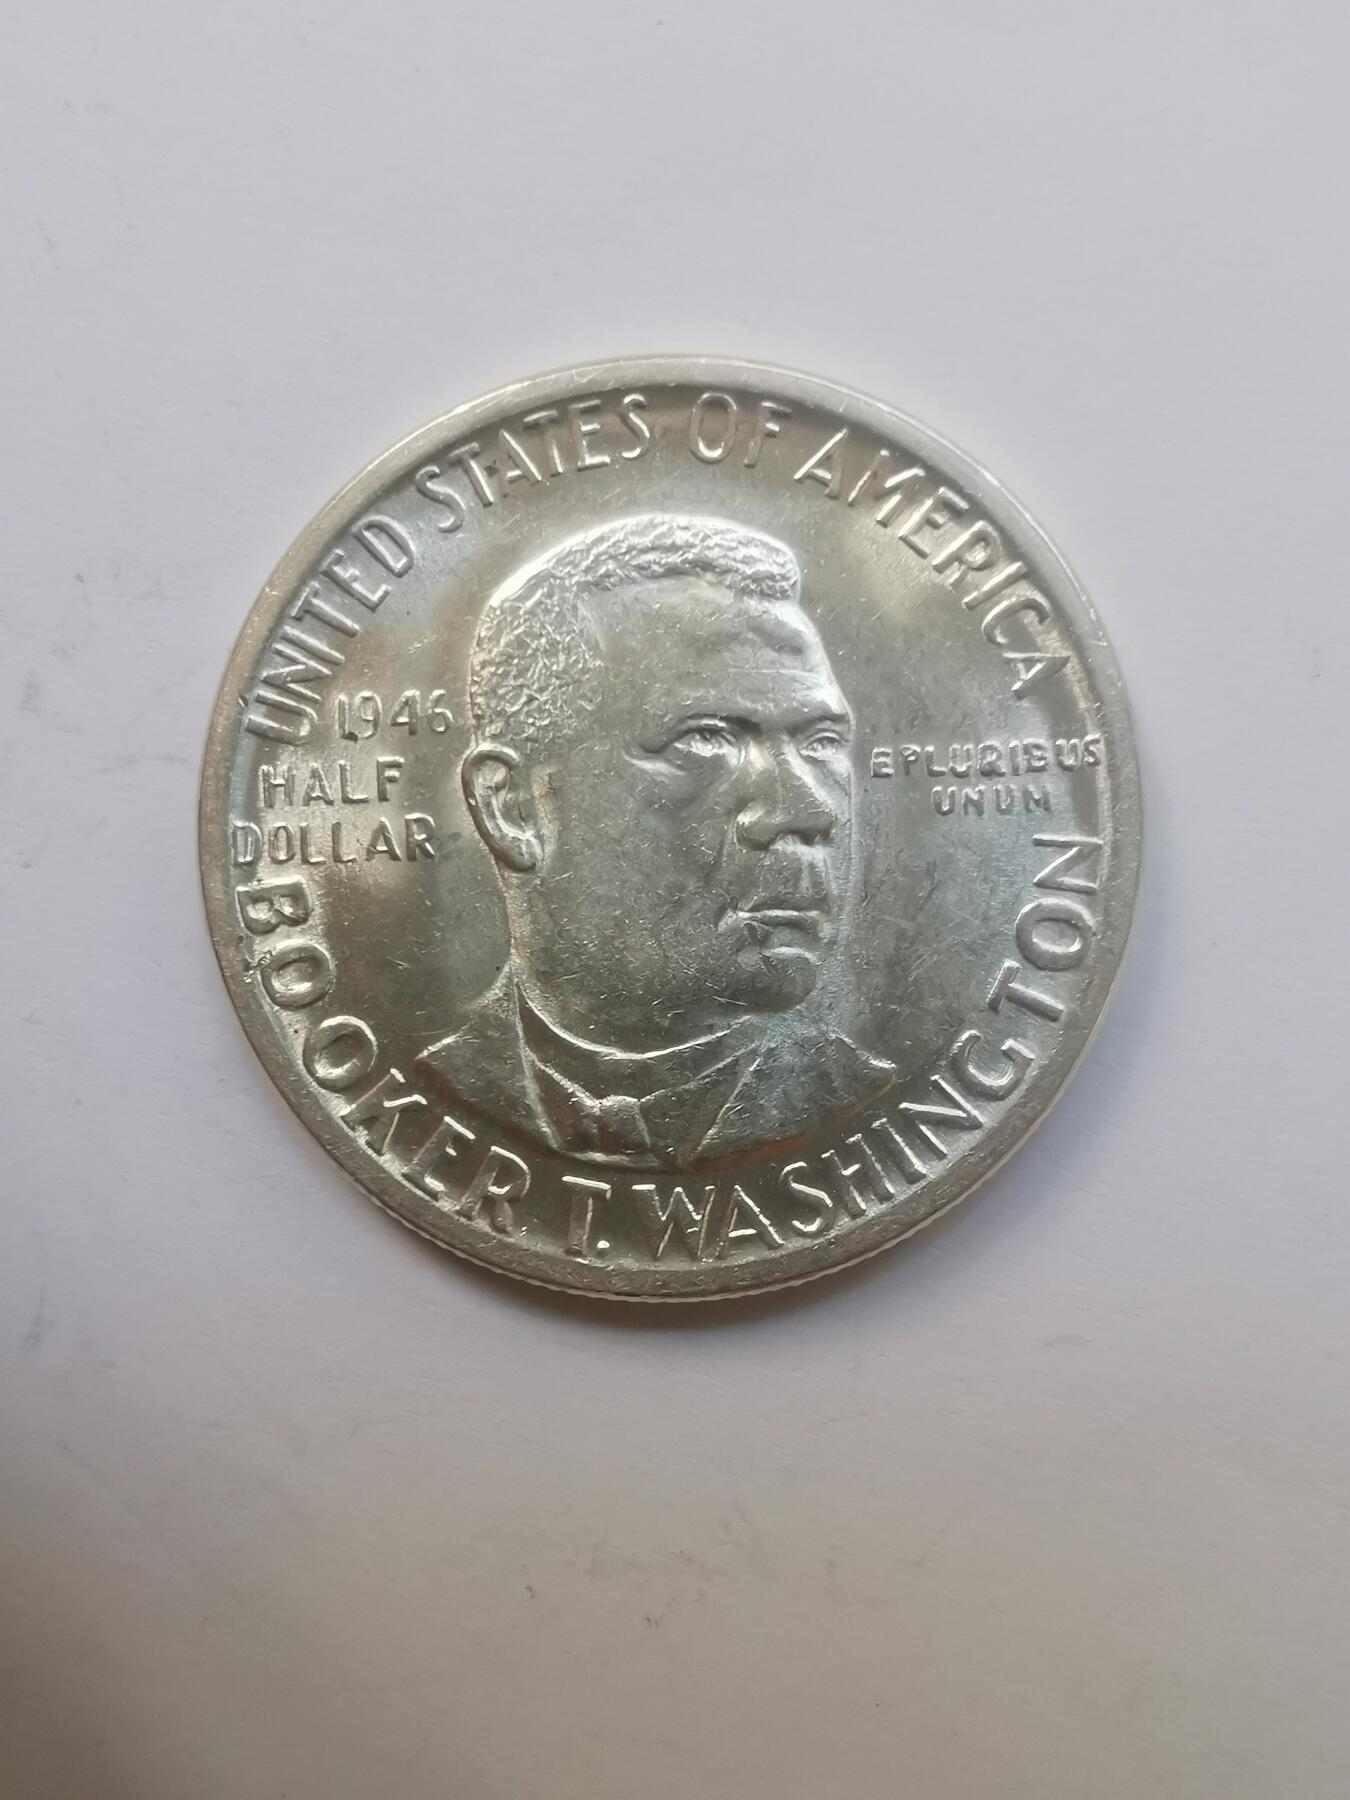 UNITED STATES OF AMERICA
1946
HALF
DOLLAR
E PLURIBUS
UNUM
BOOKER T. WASHINGTON